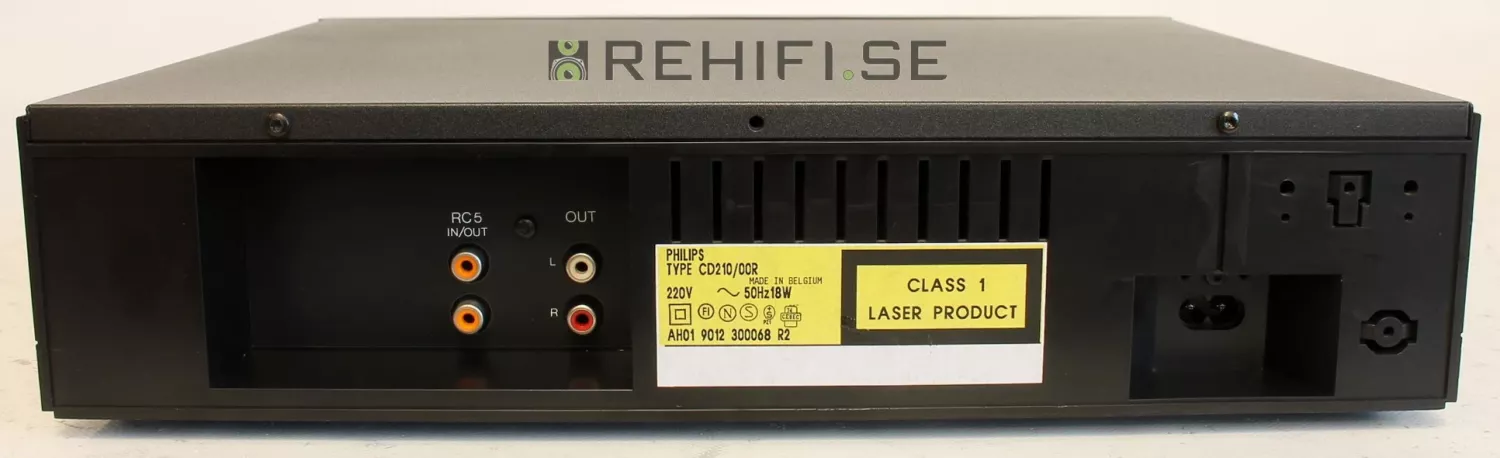 REHIFI.SE
RC5
IN/OUT
OUT
L
R
PHILIPS
TYPE CD210/00R
MADE IN BELGIUM
220V ~ 50Hz18W
FI N S
AH01 9012 300068 R2
CLASS 1
LASER PRODUCT